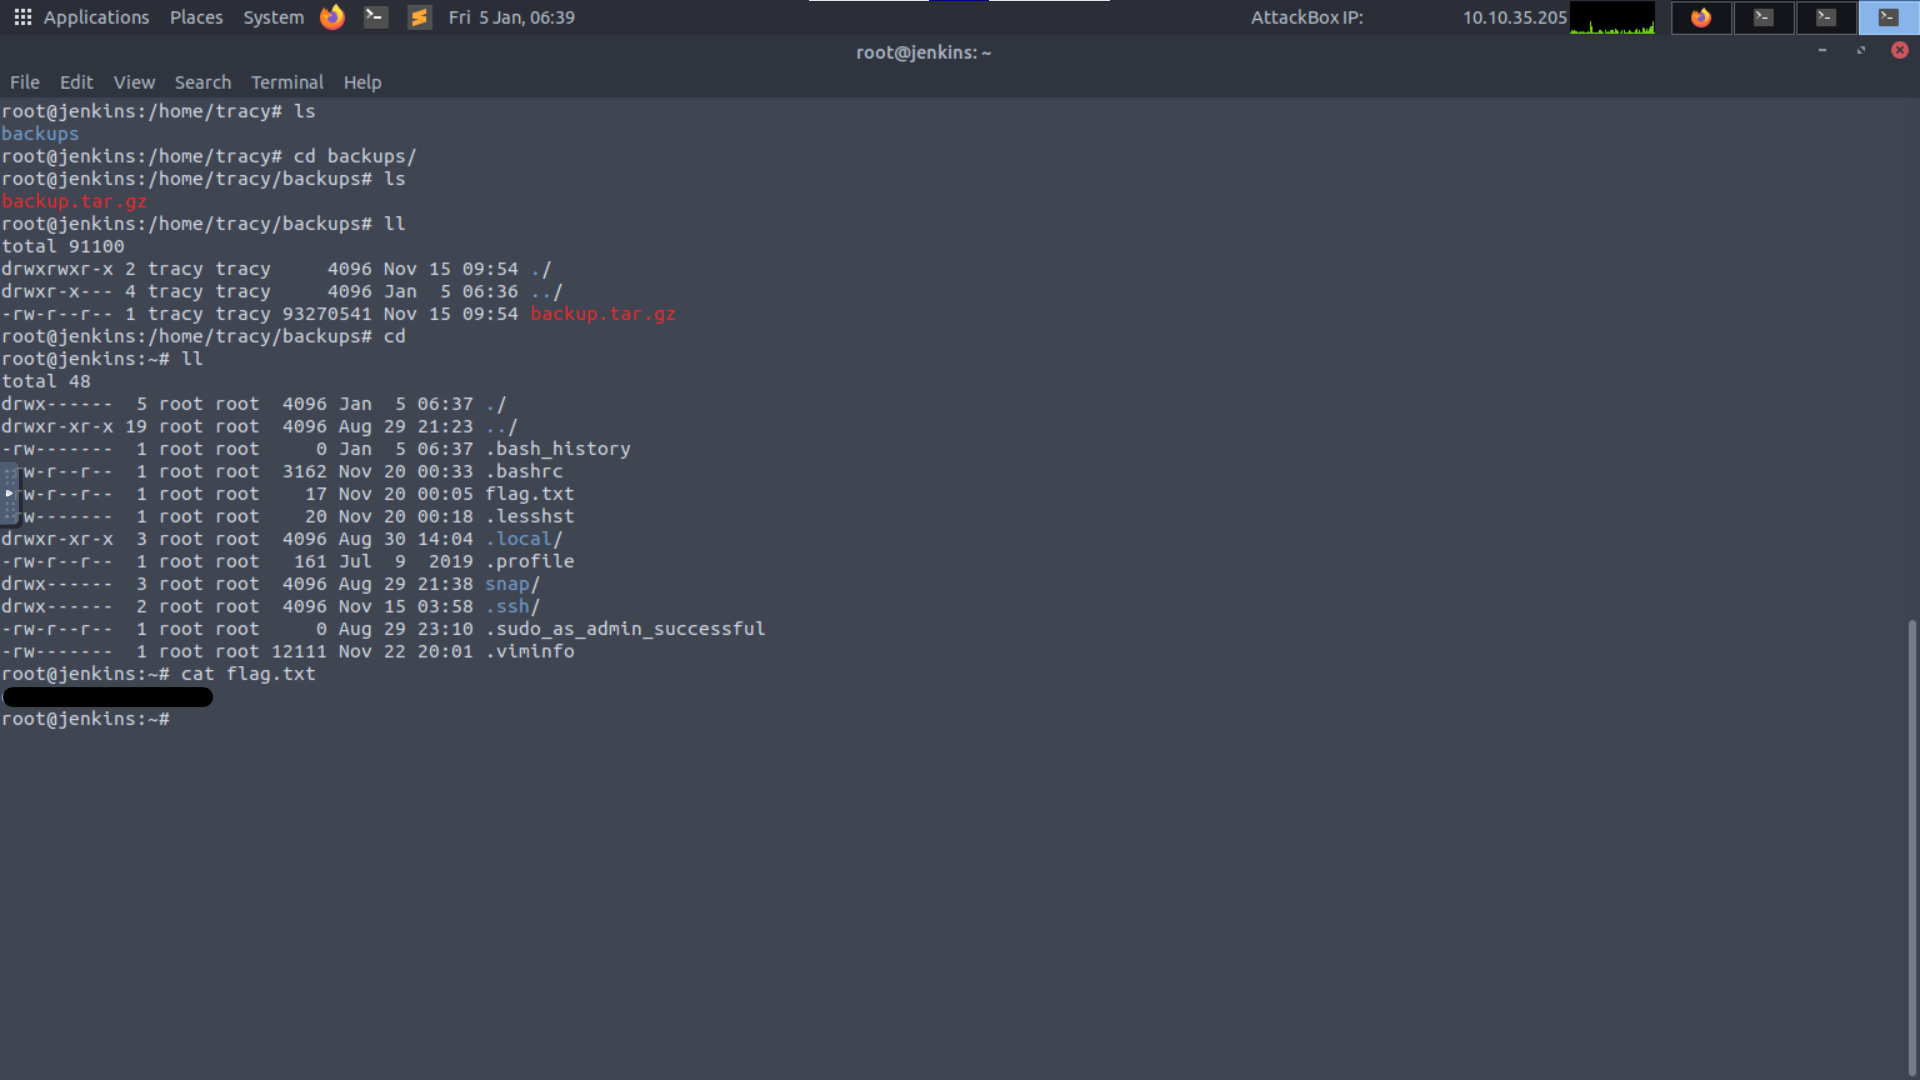 Applications Places System Fri 5 Jan, 06:39 AttackBox IP: 10.10.35.205
root@jenkins: ~
File Edit View Search Terminal Help
root@jenkins:/home/tracy# ls
backups
root@jenkins:/home/tracy# cd backups/
root@jenkins:/home/tracy/backups# ls
backup.tar.gz
root@jenkins:/home/tracy/backups# ll
total 91100
drwxrwxr-x 2 tracy tracy     4096 Nov 15 09:54 ./
drwxr-x--- 4 tracy tracy     4096 Jan  5 06:36 ../
-rw-r--r-- 1 tracy tracy 93270541 Nov 15 09:54 backup.tar.gz
root@jenkins:/home/tracy/backups# cd
root@jenkins:~# ll
total 48
drwx------  5 root root  4096 Jan  5 06:37 ./
drwxr-xr-x 19 root root  4096 Aug 29 21:23 ../
-rw-------  1 root root     0 Jan  5 06:37 .bash_history
rw-r--r--  1 root root  3162 Nov 20 00:33 .bashrc
rw-r--r--  1 root root    17 Nov 20 00:05 flag.txt
rw-------  1 root root    20 Nov 20 00:18 .lesshst
drwxr-xr-x  3 root root  4096 Aug 30 14:04 .local/
-rw-r--r--  1 root root   161 Jul  9  2019 .profile
drwx------  3 root root  4096 Aug 29 21:38 snap/
drwx------  2 root root  4096 Nov 15 03:58 .ssh/
-rw-r--r--  1 root root     0 Aug 29 23:10 .sudo_as_admin_successful
-rw-------  1 root root 12111 Nov 22 20:01 .viminfo
root@jenkins:~# cat flag.txt
root@jenkins:~#